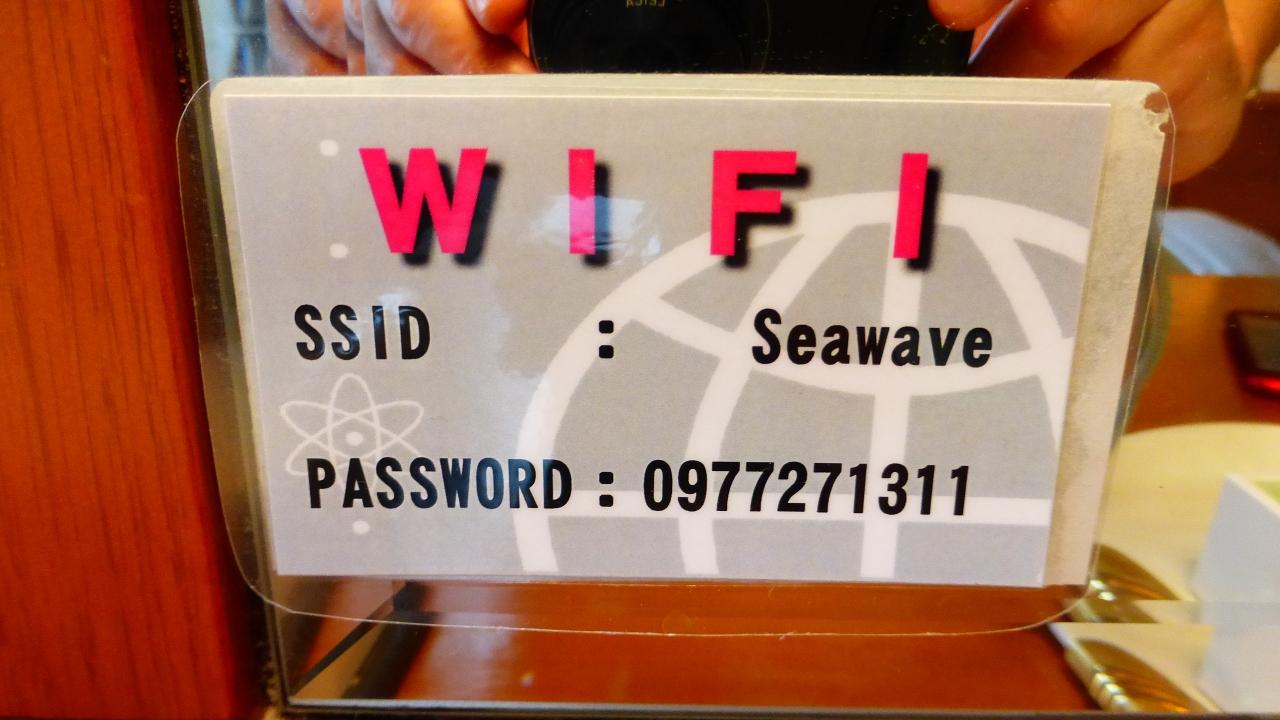 WIFI
SSID : Seawave
PASSWORD : 0977271311